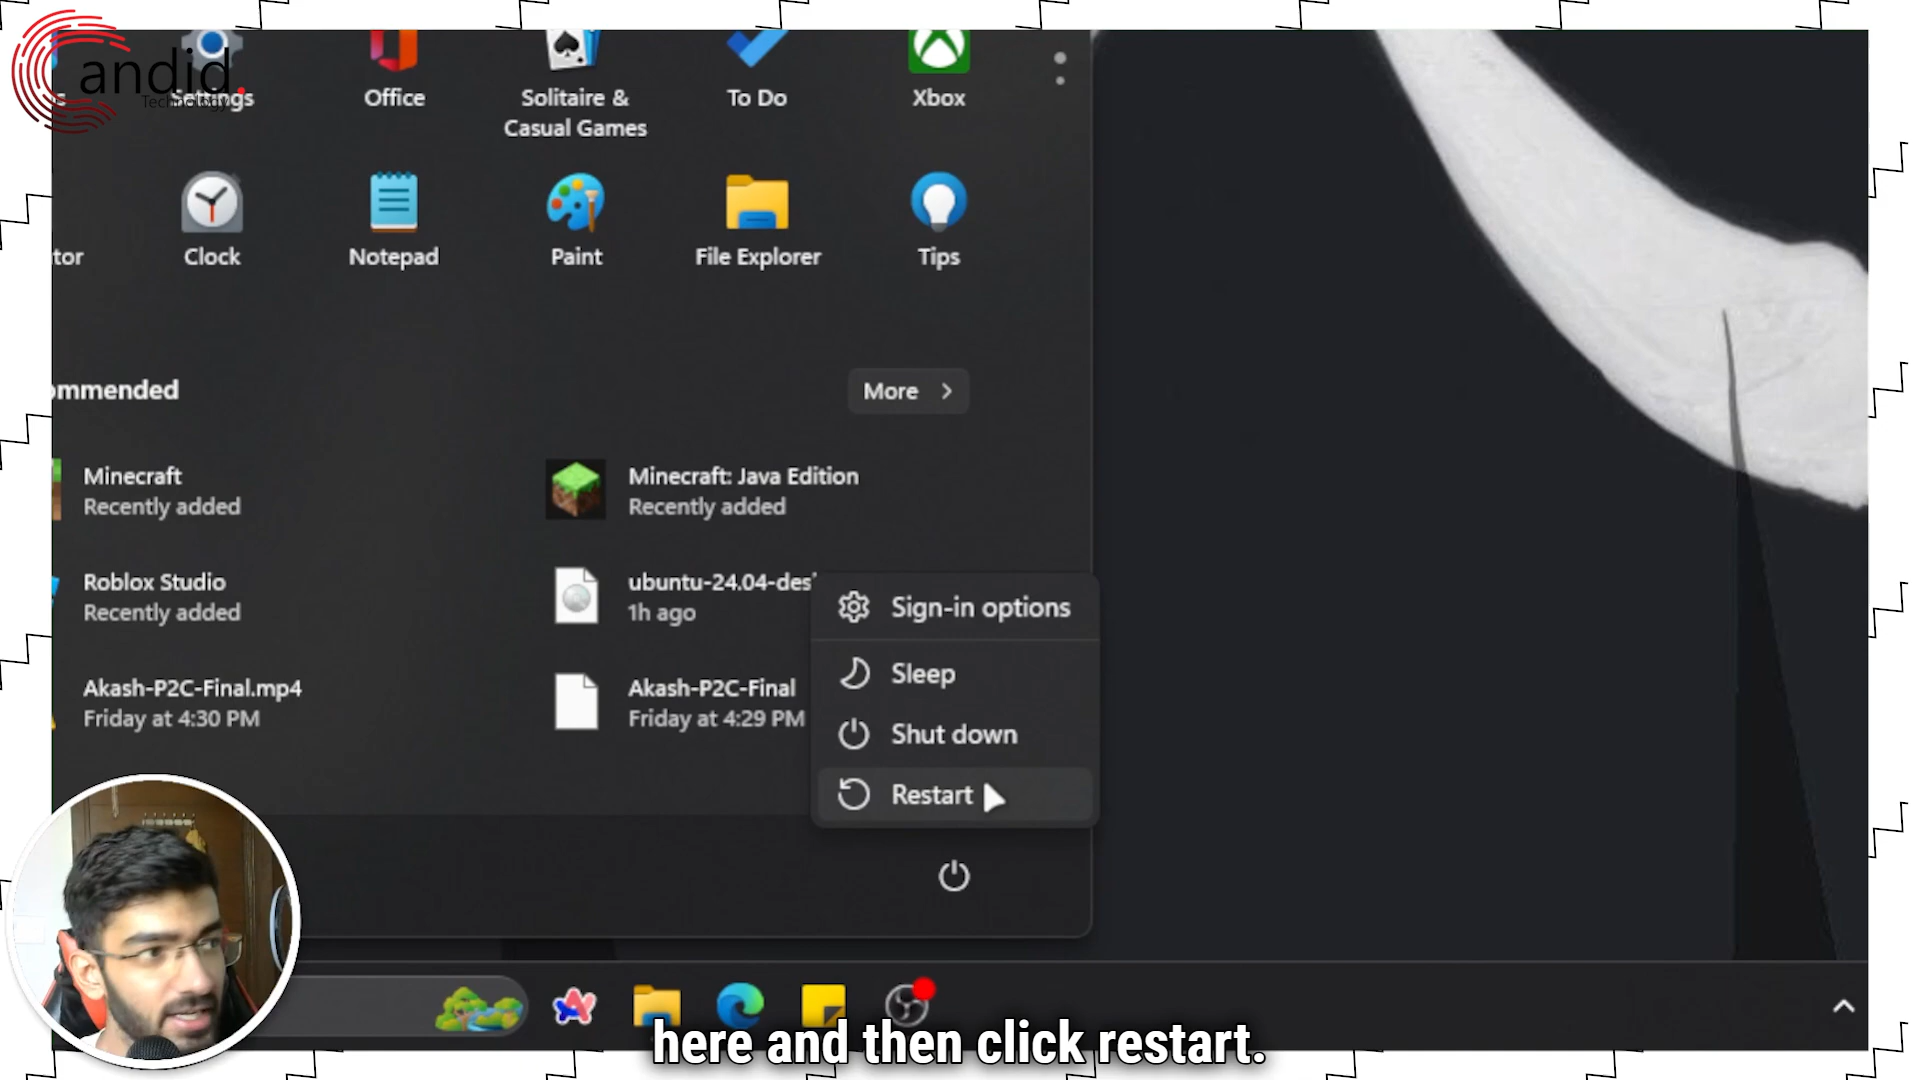 andid.
Technology
Settings
Office
Solitaire &
Casual Games
To Do
Xbox
tor
Clock
Notepad
Paint
File Explorer
Tips
ommended
More
Minecraft
Recently added
Minecraft: Java Edition
Recently added
Roblox Studio
Recently added
ubuntu-24.04-des
1h ago
Akash-P2C-Final.mp4
Friday at 4:30 PM
Akash-P2C-Final
Friday at 4:29 PM
Sign-in options
Sleep
Shut down
Restart
here and then click restart.